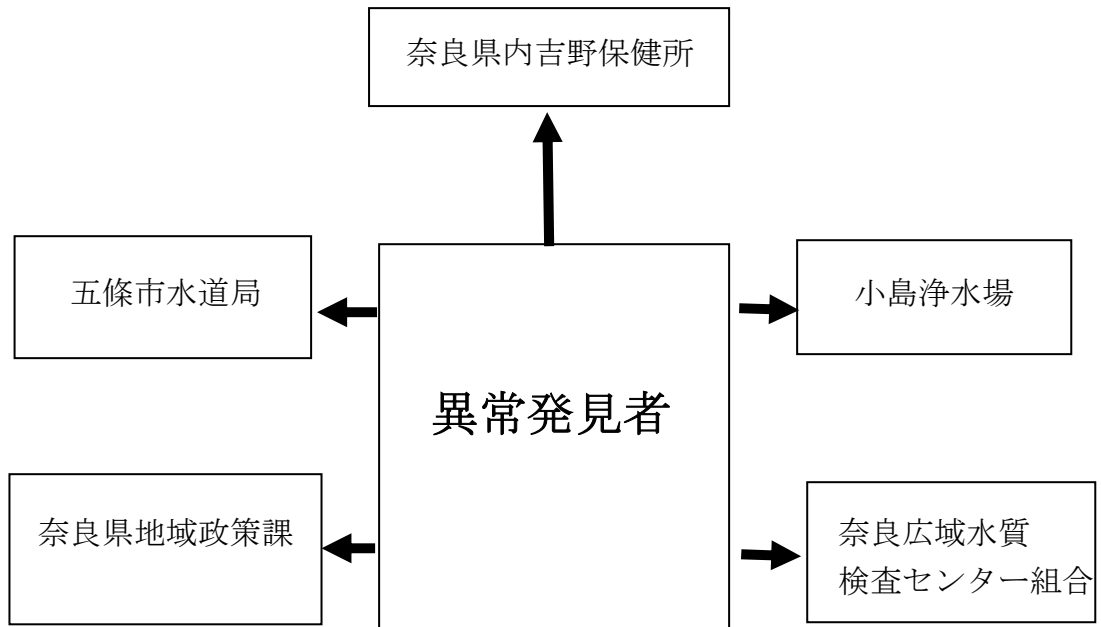 奈良県内吉野保健所
五條市水道局
小島浄水場
異常発見者
奈良県地域政策課
奈良広域水質
検査センター組合